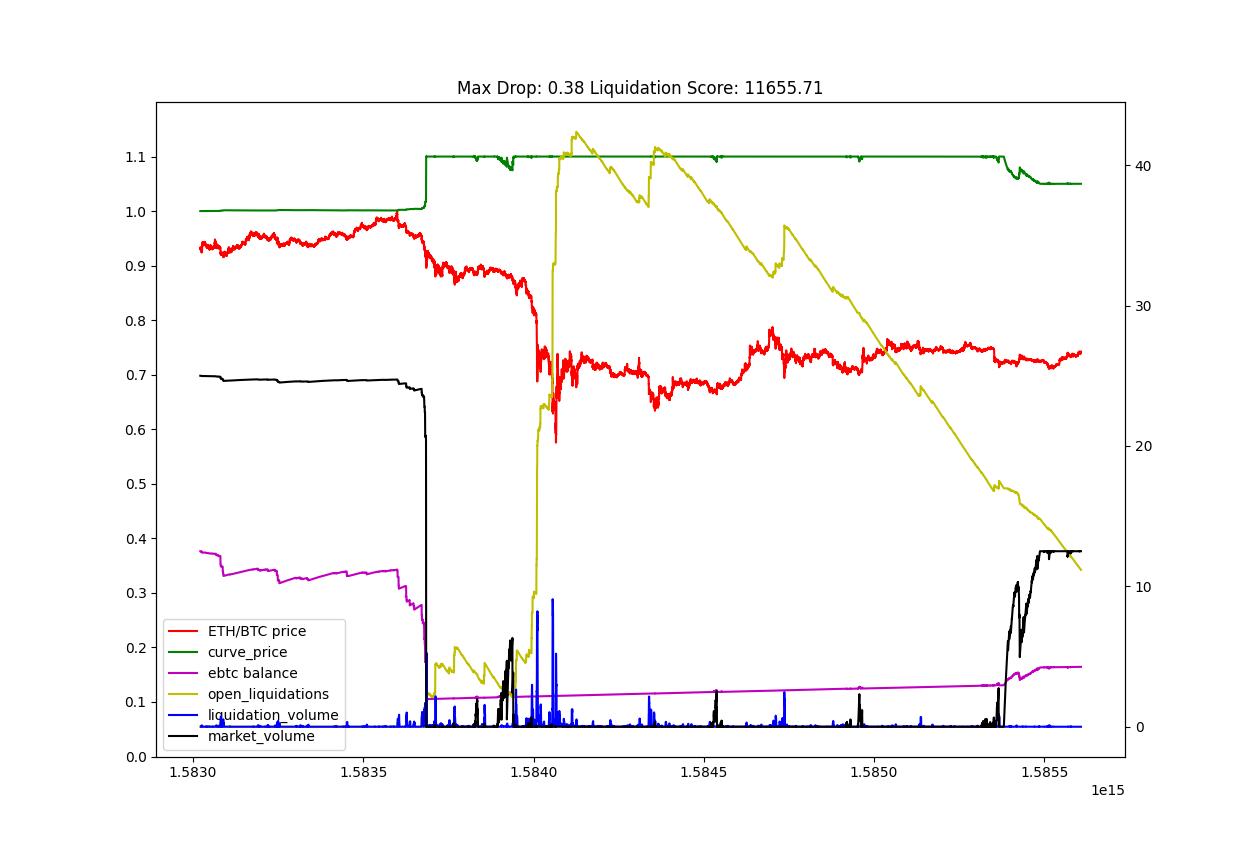 Max Drop: 0.38 Liquidation Score: 11655.71
1.1
1.0
0.9
0.8
0.7
0.6
0.5
0.4
0.3
0.2
0.1
0.0
40
30
20
10
0
ETH/BTC price
curve_price
ebtc balance
open_liquidations
liquidation_volume
market_volume
1.5830
1.5835
1.5840
1.5845
1.5850
1.5855
1e15